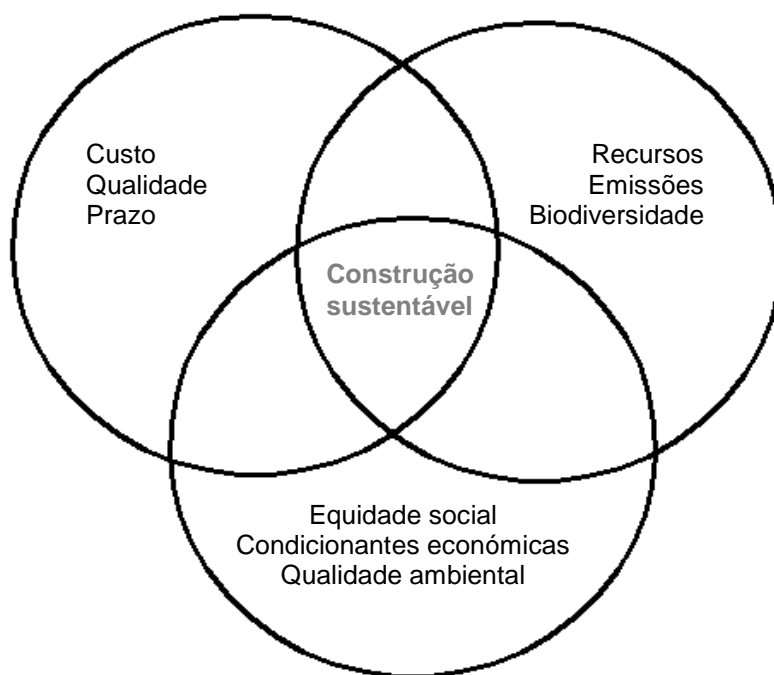 Custo
Qualidade
Prazo
Recursos
Emissões
Biodiversidade
Construção
sustentável
Equidade social
Condicionantes económicas
Qualidade ambiental